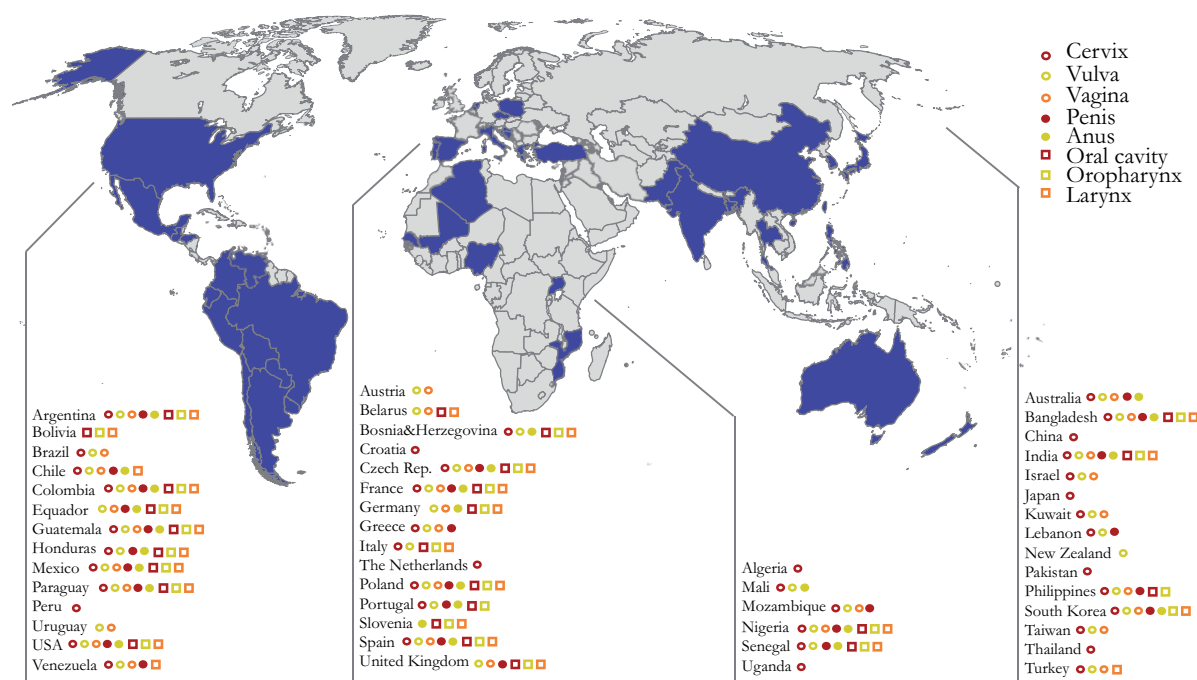 Cervix
Vulva
Vagina
Penis
Anus
Oral cavity
Oropharynx
Larynx
Argentina
Bolivia
Brazil
Chile
Colombia
Equador
Guatemala
Honduras
Mexico
Paraguay
Peru
Uruguay
USA
Venezuela
Austria
Belarus
Bosnia&Herzegovina
Croatia
Czech Rep.
France
Germany
Greece
Italy
The Netherlands
Poland
Portugal
Slovenia
Spain
United Kingdom
Algeria
Mali
Mozambique
Nigeria
Senegal
Uganda
Australia
Bangladesh
China
India
Israel
Japan
Kuwait
Lebanon
New Zealand
Pakistan
Philippines
South Korea
Taiwan
Thailand
Turkey